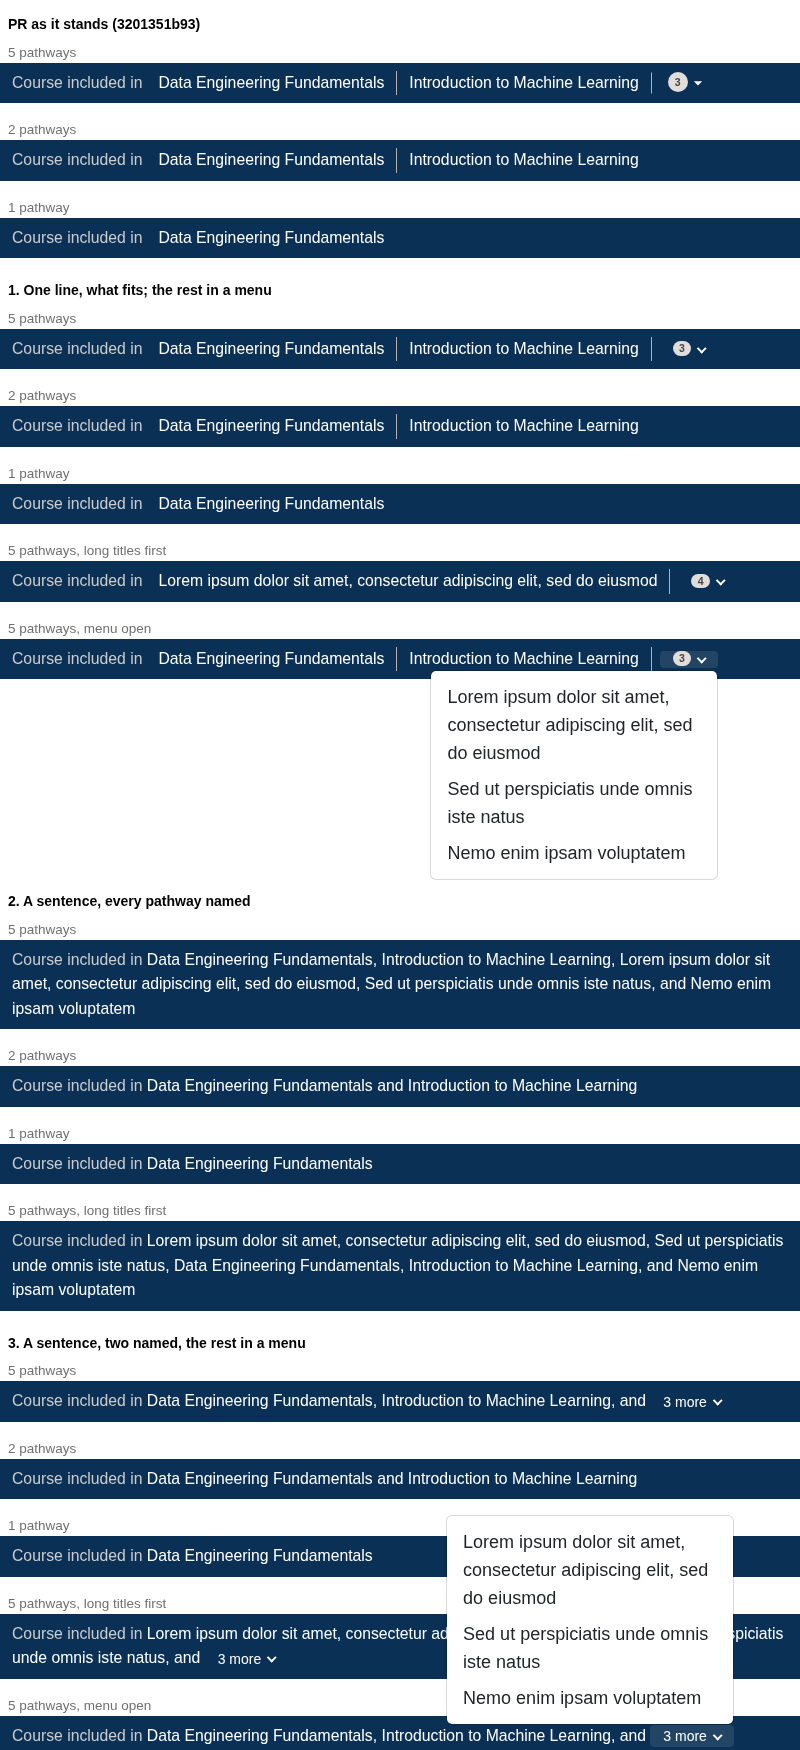 PR as it stands (3201351b93)
5 pathways
Course included in Data Engineering Fundamentals Introduction to Machine Learning 3
2 pathways
Course included in Data Engineering Fundamentals Introduction to Machine Learning
1 pathway
Course included in Data Engineering Fundamentals
1. One line, what fits; the rest in a menu
5 pathways
Course included in Data Engineering Fundamentals Introduction to Machine Learning 3
2 pathways
Course included in Data Engineering Fundamentals Introduction to Machine Learning
1 pathway
Course included in Data Engineering Fundamentals
5 pathways, long titles first
Course included in Lorem ipsum dolor sit amet, consectetur adipiscing elit, sed do eiusmod 4
5 pathways, menu open
Course included in Data Engineering Fundamentals Introduction to Machine Learning 3
Lorem ipsum dolor sit amet,
consectetur adipiscing elit, sed
do eiusmod
Sed ut perspiciatis unde omnis
iste natus
Nemo enim ipsam voluptatem
2. A sentence, every pathway named
5 pathways
Course included in Data Engineering Fundamentals, Introduction to Machine Learning, Lorem ipsum dolor sit
amet, consectetur adipiscing elit, sed do eiusmod, Sed ut perspiciatis unde omnis iste natus, and Nemo enim
ipsam voluptatem
2 pathways
Course included in Data Engineering Fundamentals and Introduction to Machine Learning
1 pathway
Course included in Data Engineering Fundamentals
5 pathways, long titles first
Course included in Lorem ipsum dolor sit amet, consectetur adipiscing elit, sed do eiusmod, Sed ut perspiciatis
unde omnis iste natus, Data Engineering Fundamentals, Introduction to Machine Learning, and Nemo enim
ipsam voluptatem
3. A sentence, two named, the rest in a menu
5 pathways
Course included in Data Engineering Fundamentals, Introduction to Machine Learning, and 3 more
2 pathways
Course included in Data Engineering Fundamentals and Introduction to Machine Learning
1 pathway
Course included in Data Engineering Fundamentals
5 pathways, long titles first
Course included in Lorem ipsum dolor sit amet, consectetur ad spiciatis
unde omnis iste natus, and 3 more
Lorem ipsum dolor sit amet,
consectetur adipiscing elit, sed
do eiusmod
Sed ut perspiciatis unde omnis
iste natus
Nemo enim ipsam voluptatem
5 pathways, menu open
Course included in Data Engineering Fundamentals, Introduction to Machine Learning, and 3 more